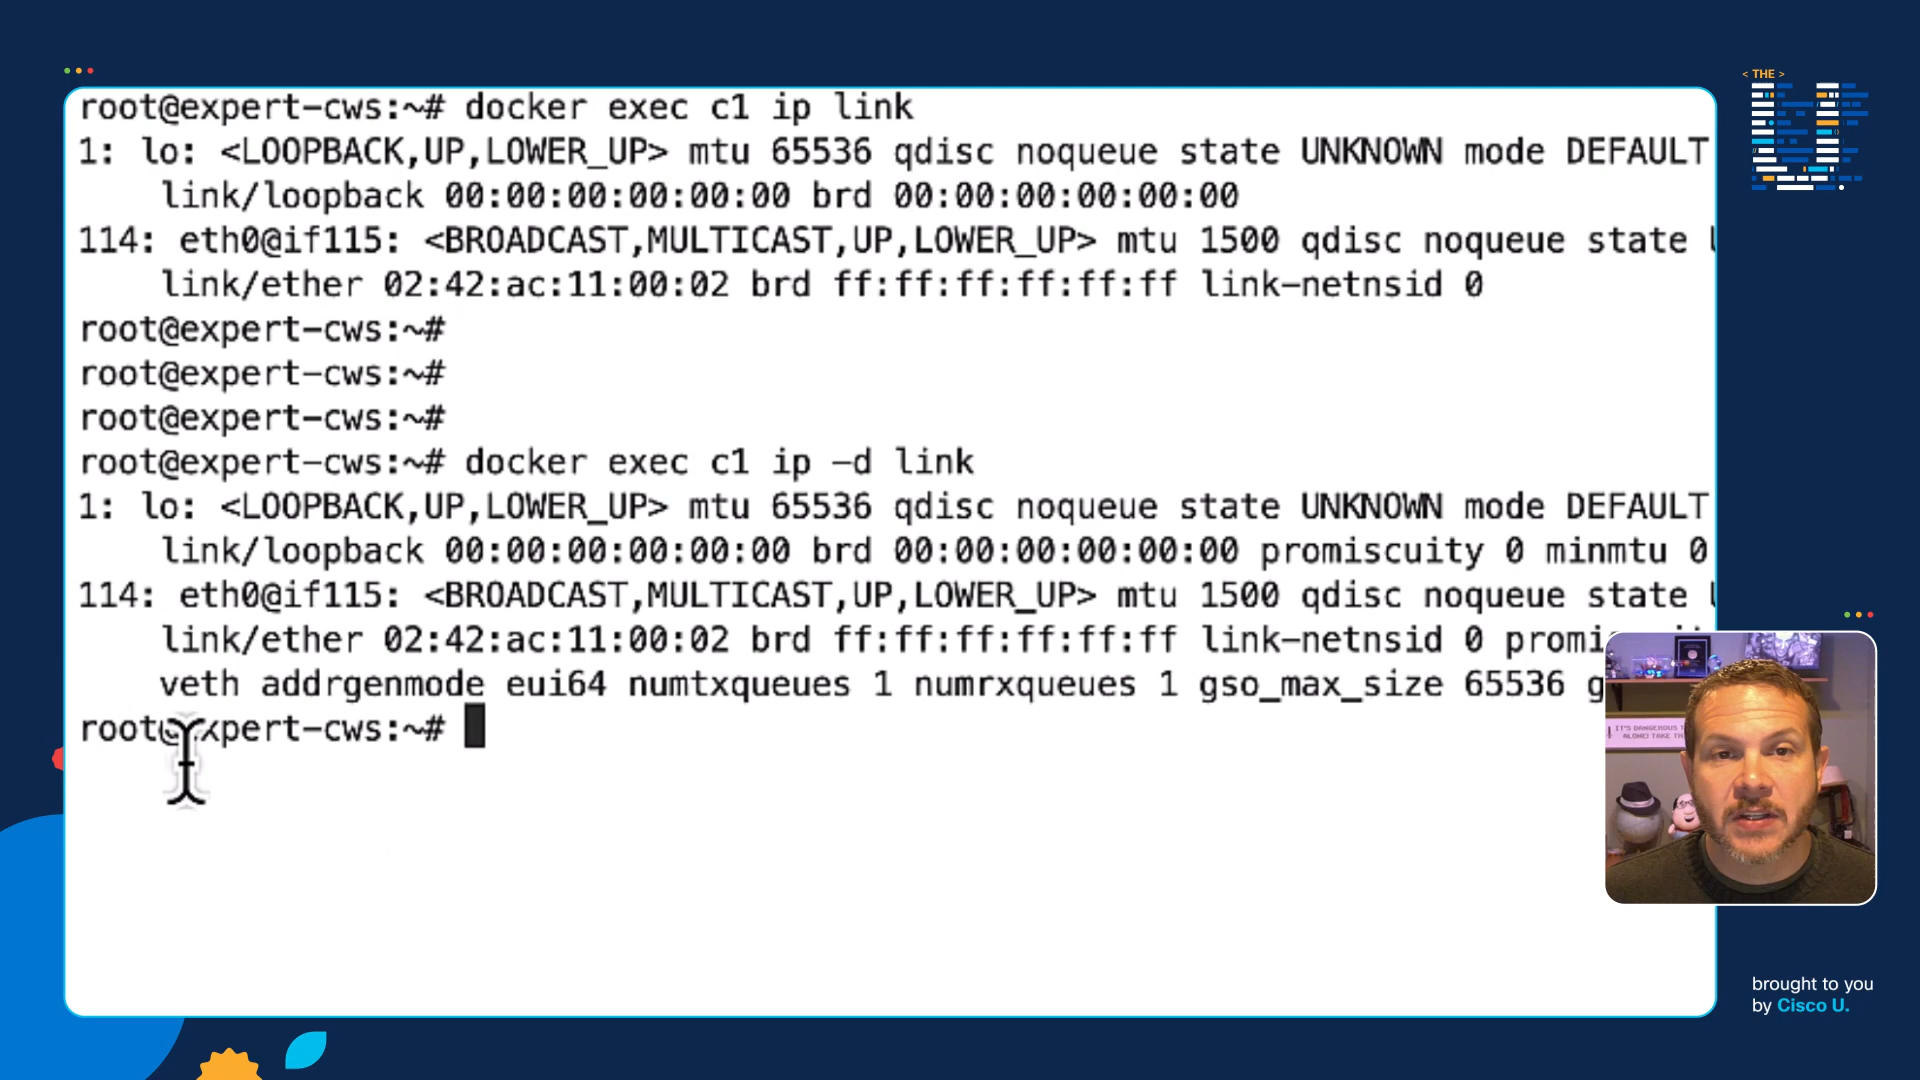 < THE >
root@expert-cws:~# docker exec c1 ip link
1: lo: <LOOPBACK,UP,LOWER_UP> mtu 65536 qdisc noqueue state UNKNOWN mode DEFAULT
link/loopback 00:00:00:00:00:00 brd 00:00:00:00:00:00
114: eth0@if115: <BROADCAST,MULTICAST,UP,LOWER_UP> mtu 1500 qdisc noqueue state
link/ether 02:42:ac:11:00:02 brd ff:ff:ff:ff:ff:ff link-netnsid 0
root@expert-cws:~#
root@expert-cws:~#
root@expert-cws:~#
root@expert-cws:~# docker exec c1 ip -d link
1: lo: <LOOPBACK,UP,LOWER_UP> mtu 65536 qdisc noqueue state UNKNOWN mode DEFAULT
link/loopback 00:00:00:00:00:00 brd 00:00:00:00:00:00 promiscuity 0 minmtu 0
114: eth0@if115: <BROADCAST,MULTICAST,UP,LOWER_UP> mtu 1500 qdisc noqueue state
link/ether 02:42:ac:11:00:02 brd ff:ff:ff:ff:ff:ff link-netnsid 0 promi
veth addrgenmode eui64 numtxqueues 1 numrxqueues 1 gso_max_size 65536 g
root@expert-cws:~#
IT'S DANGEROUS
ALONE! TAKE TH
brought to you
by Cisco U.